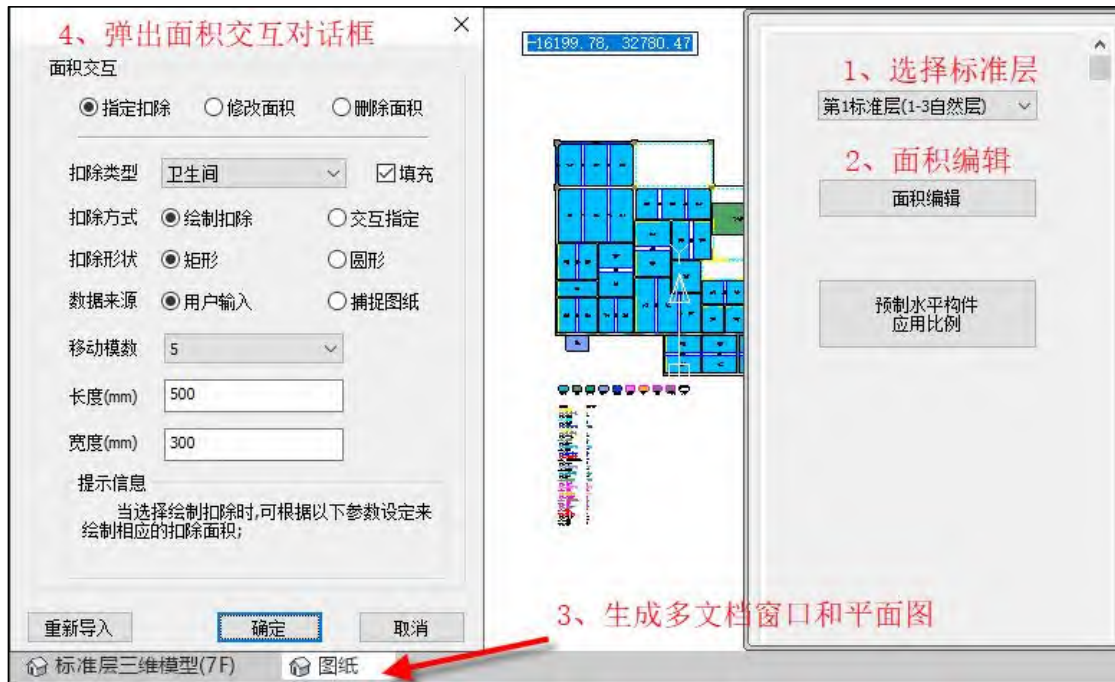 4、弹出面积交互对话框
面积交互
指定扣除 修改面积 删除面积
扣除类型 卫生间 填充
扣除方式 绘制扣除 交互指定
扣除形状 矩形 圆形
数据来源 用户输入 捕捉图纸
移动模数 5
长度(mm) 500
宽度(mm) 300
提示信息
当选择绘制扣除时,可根据以下参数设定来
绘制相应的扣除面积;
重新导入 确定 取消
-16199.78, 32780.47
1、选择标准层
第1标准层(1-3自然层)
2、面积编辑
面积编辑
预制水平构件
应用比例
3、生成多文档窗口和平面图
标准层三维模型(7F) 图纸